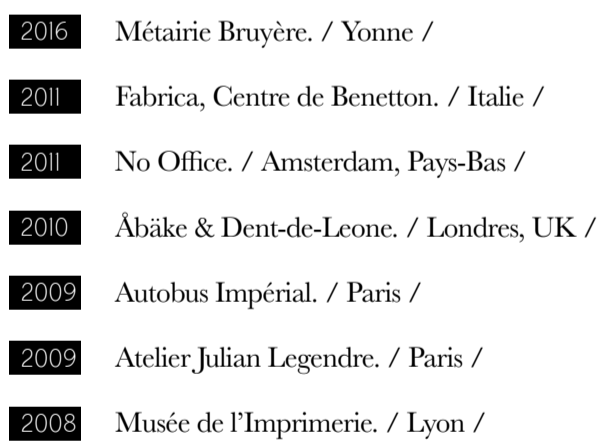 2016 Métairie Bruyère. / Yonne /
2011 Fabrica, Centre de Benetton. / Italie /
2011 No Office. / Amsterdam, Pays-Bas /
2010 Åbäke & Dent-de-Leone. / Londres, UK /
2009 Autobus Impérial. / Paris /
2009 Atelier Julian Legendre. / Paris /
2008 Musée de l’Imprimerie. / Lyon /